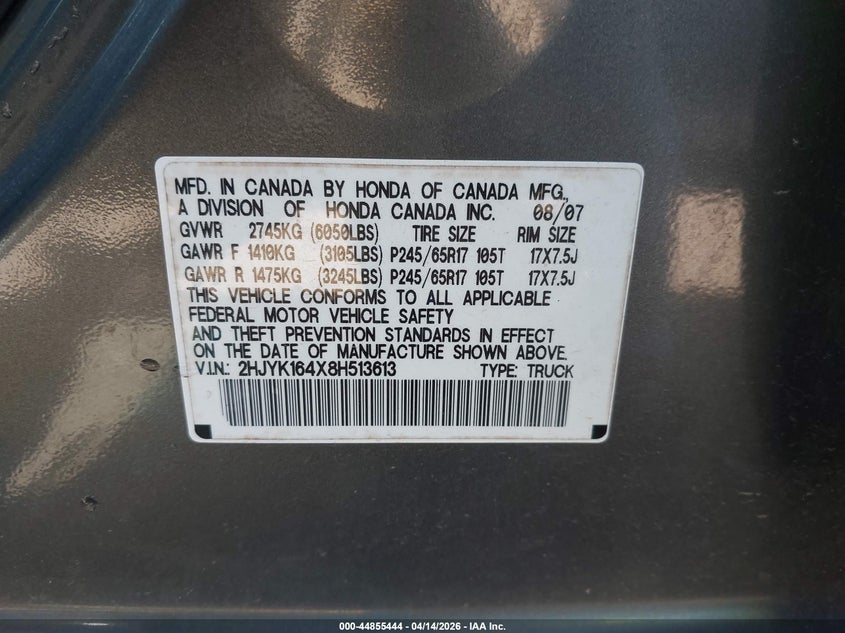 MFD. IN CANADA BY HONDA OF CANADA MFG.,
A DIVISION OF HONDA CANADA INC. 08/07
GVWR 2745KG (6050LBS) TIRE SIZE RIM SIZE
GAWR F 1410KG (3105LBS) P245/65R17 105T 17X7.5J
GAWR R 1475KG (3245LBS) P245/65R17 105T 17X7.5J
THIS VEHICLE CONFORMS TO ALL APPLICABLE
FEDERAL MOTOR VEHICLE SAFETY
AND THEFT PREVENTION STANDARDS IN EFFECT
ON THE DATE OF MANUFACTURE SHOWN ABOVE.
V.I.N.: 2HJYK164X8H513613 TYPE: TRUCK
000-44855444 - 04/14/2026 - IAA Inc.